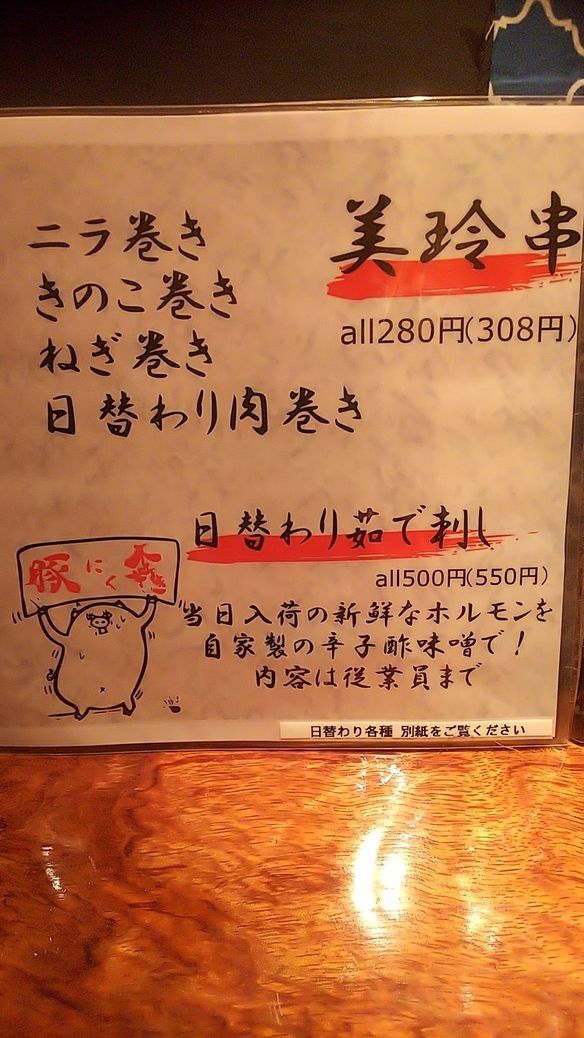 美玲串
all280円(308円)
ニラ巻き
きのこ巻き
ねぎ巻き
日替わり肉巻き
日替わり茹で刺し
all500円(550円)
当日入荷の新鮮なホルモンを
自家製の辛子酢味噌で!
内容は従業員まで
豚にく
日替わり各種 別紙をご覧ください